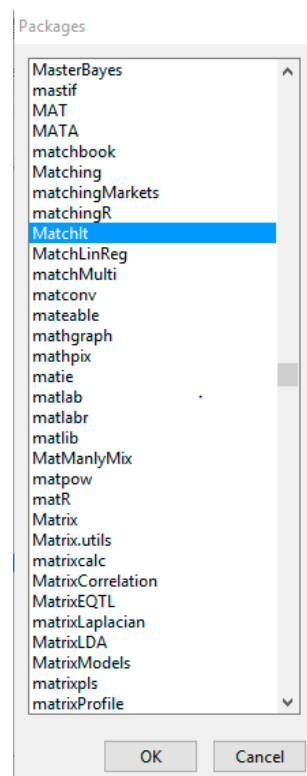 Packages
MasterBayes
mastif
MAT
MATA
matchbook
Matching
matchingMarkets
matchingR
MatchIt
MatchLinReg
matchMulti
matconv
mateable
mathgraph
mathpix
matie
matlab
matlabr
matlib
MatManlyMix
matpow
matR
Matrix
Matrix.utils
matrixcalc
MatrixCorrelation
MatrixEQTL
matrixLaplacian
MatrixLDA
MatrixModels
matrixpls
matrixProfile
OK Cancel